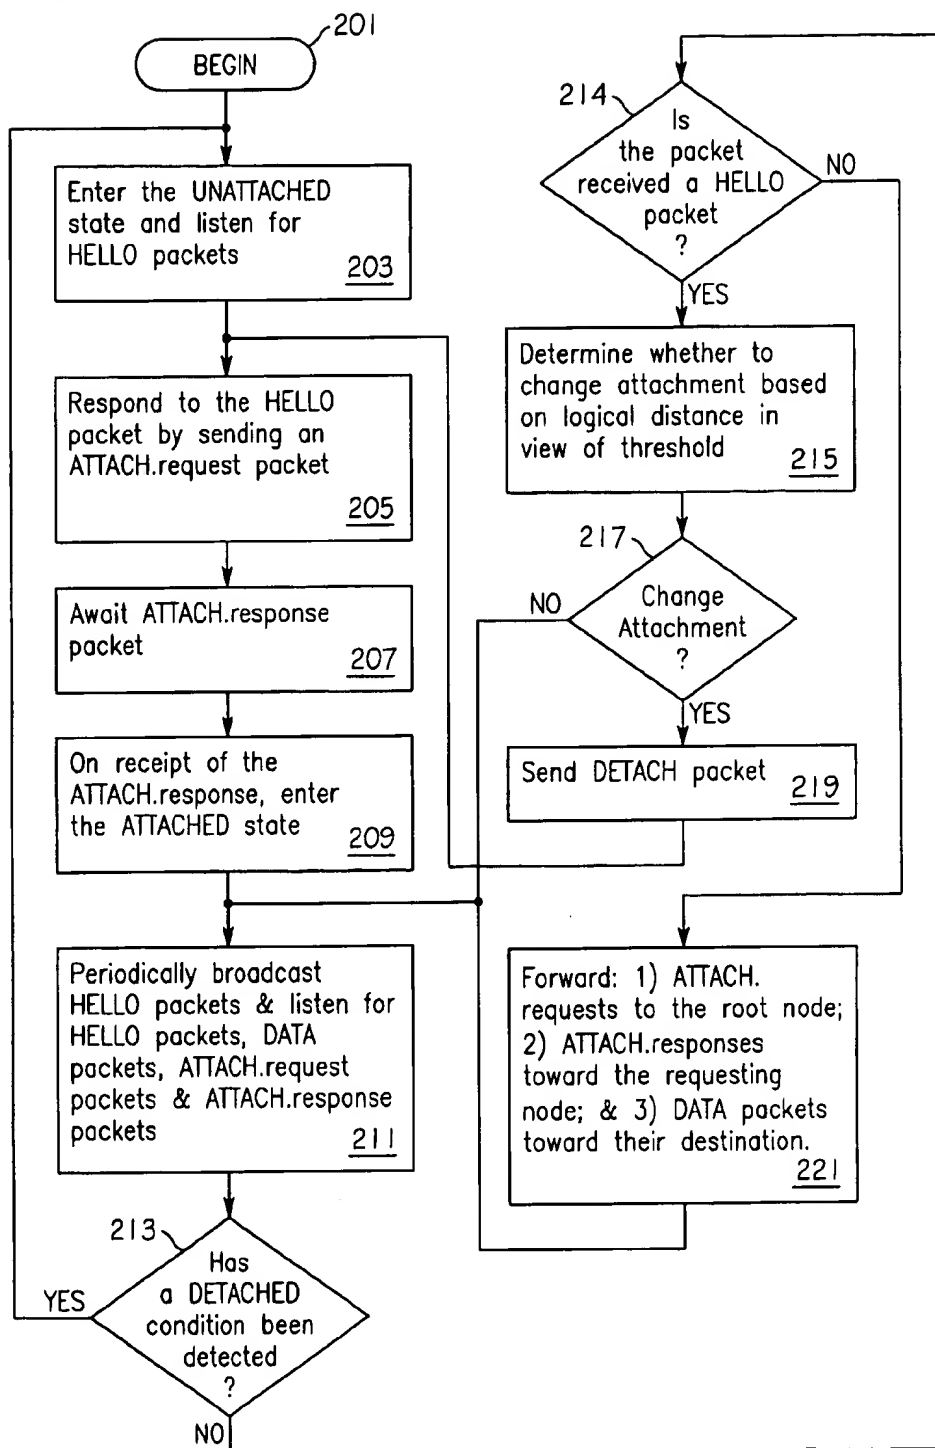 201
BEGIN
Enter the UNATTACHED
state and listen for
HELLO packets
203
Respond to the HELLO
packet by sending an
ATTACH.request packet
205
Await ATTACH.response
packet
207
On receipt of the
ATTACH.response, enter
the ATTACHED state
209
Periodically broadcast
HELLO packets & listen for
HELLO packets, DATA
packets, ATTACH.request
packets & ATTACH.response
packets
211
213
Has
a DETACHED
condition been
detected
?
YES
NO
214
Is
the packet
received a HELLO
packet
?
NO
YES
Determine whether to
change attachment based
on logical distance in
view of threshold
215
217
Change
Attachment
?
NO
YES
Send DETACH packet
219
Forward: 1) ATTACH.
requests to the root node;
2) ATTACH.responses
toward the requesting
node; & 3) DATA packets
toward their destination.
221